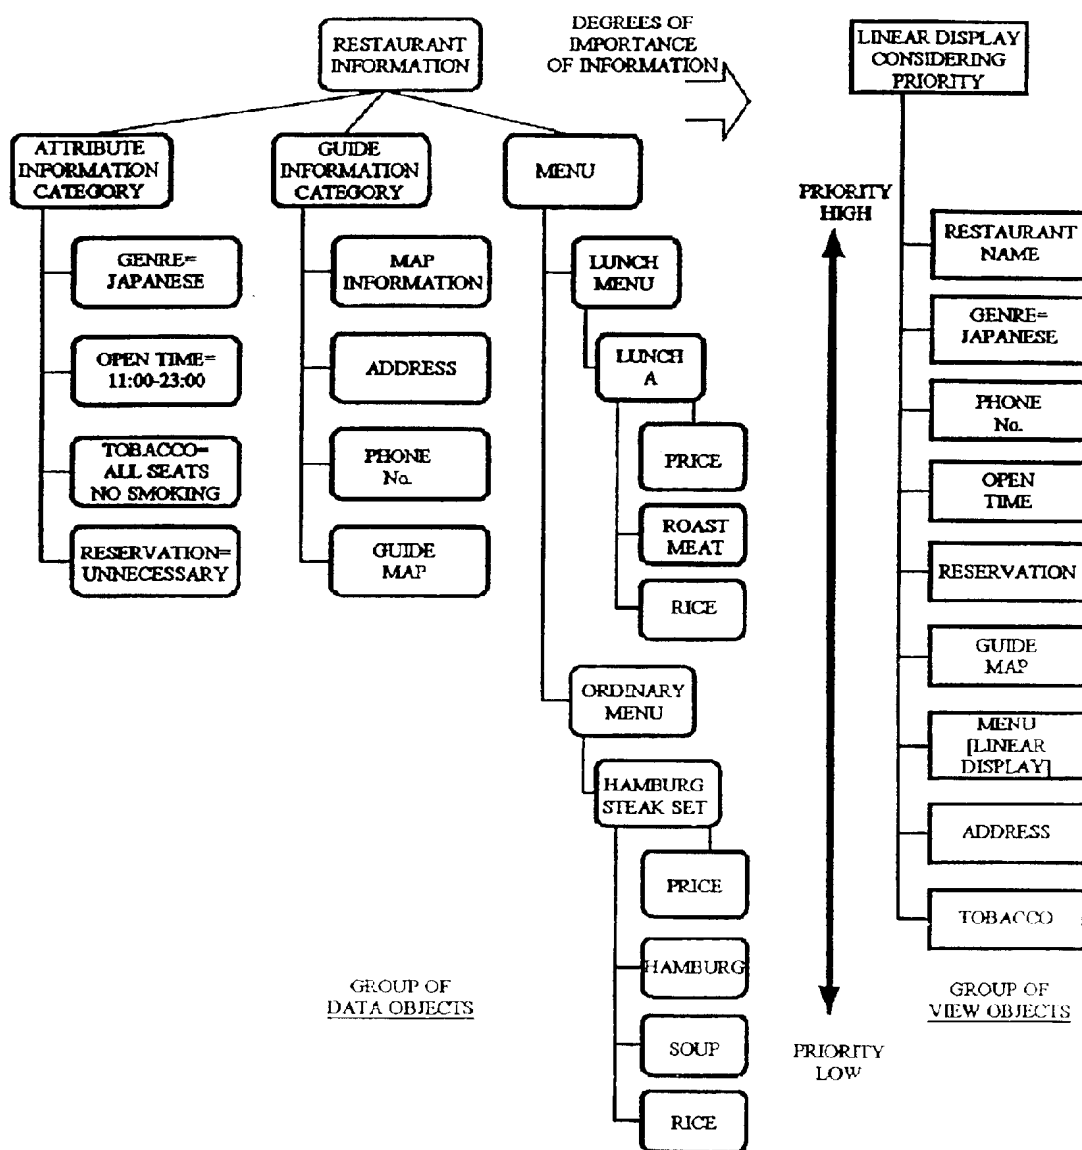 RESTAURANT
INFORMATION
DEGREES OF
IMPORTANCE
OF INFORMATION
LINEAR DISPLAY
CONSIDERING
PRIORITY
ATTRIBUTE
INFORMATION
CATEGORY
GUIDE
INFORMATION
CATEGORY
MENU
GENRE=
JAPANESE
OPEN TIME=
11:00-23:00
TOBACCO=
ALL SEATS
NO SMOKING
RESERVATION=
UNNECESSARY
MAP
INFORMATION
ADDRESS
PHONE
No.
GUIDE
MAP
LUNCH
MENU
LUNCH
A
PRICE
ROAST
MEAT
RICE
ORDINARY
MENU
HAMBURG
STEAK SET
PRICE
HAMBURG
SOUP
RICE
GROUP OF
DATA OBJECTS
PRIORITY
HIGH
PRIORITY
LOW
RESTAURANT
NAME
GENRE=
JAPANESE
PHONE
No.
OPEN
TIME
RESERVATION
GUIDE
MAP
MENU
[LINEAR
DISPLAY]
ADDRESS
TOBACCO
GROUP OF
VIEW OBJECTS